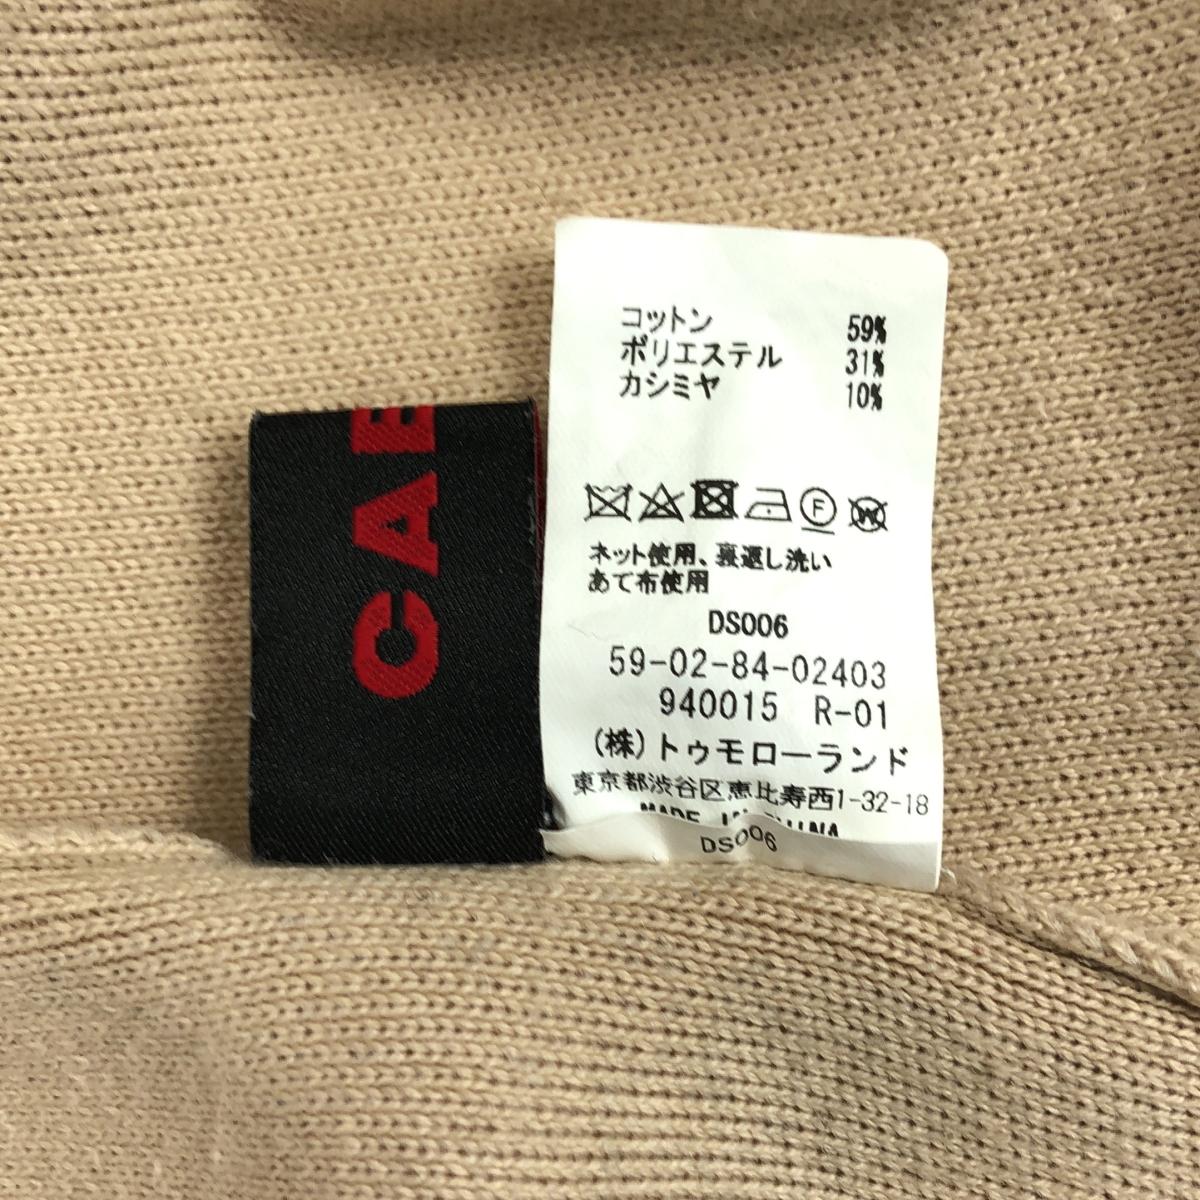 コットン 59%
ポリエステル 31%
カシミヤ 10%
F
W
ネット使用、裏返し洗い
あて布使用
DS006
59-02-84-02403
940015 R-01
(株)トゥモローランド
東京都渋谷区恵比寿西1-32-18
MADE IN CHINA
DS006